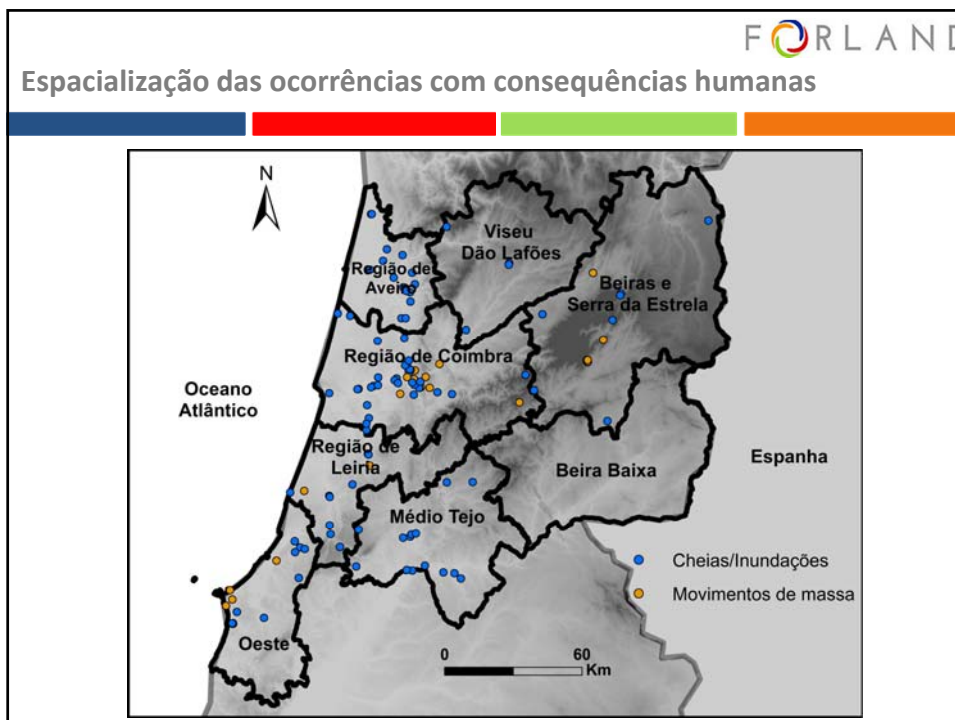 FORLAND
Espacialização das ocorrências com consequências humanas
N
Viseu
Dão Lafões
Região de
Aveiro
Beiras e
Serra da Estrela
Região de Coimbra
Oceano
Atlântico
Região de
Leiria
Beira Baixa
Espanha
Médio Tejo
Cheias/Inundações
Movimentos de massa
Oeste
0 60
Km